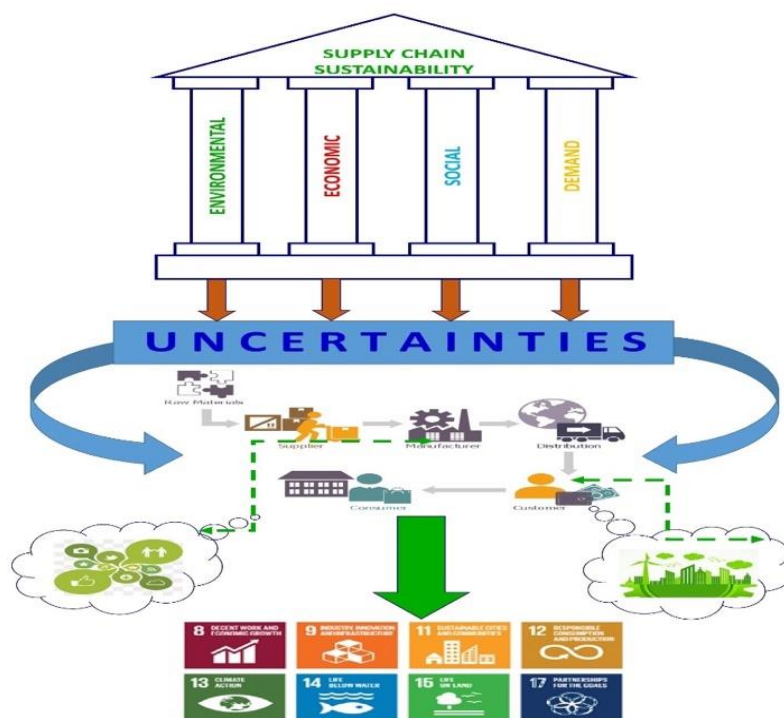 SUPPLY CHAIN
SUSTAINABILITY
ENVIRONMENTAL
ECONOMIC
SOCIAL
DEMAND
UNCERTAINTIES
Raw Materials
Supplier
Manufacturer
Distribution
Consumer
Customer
8 DECENT WORK AND
ECONOMIC GROWTH
9 INDUSTRY, INNOVATION
AND INFRASTRUCTURE
11 SUSTAINABLE CITIES
AND COMMUNITIES
12 RESPONSIBLE
CONSUMPTION
AND PRODUCTION
13 CLIMATE
ACTION
14 LIFE
BELOW WATER
15 LIFE
ON LAND
17 PARTNERSHIPS
FOR THE GOALS